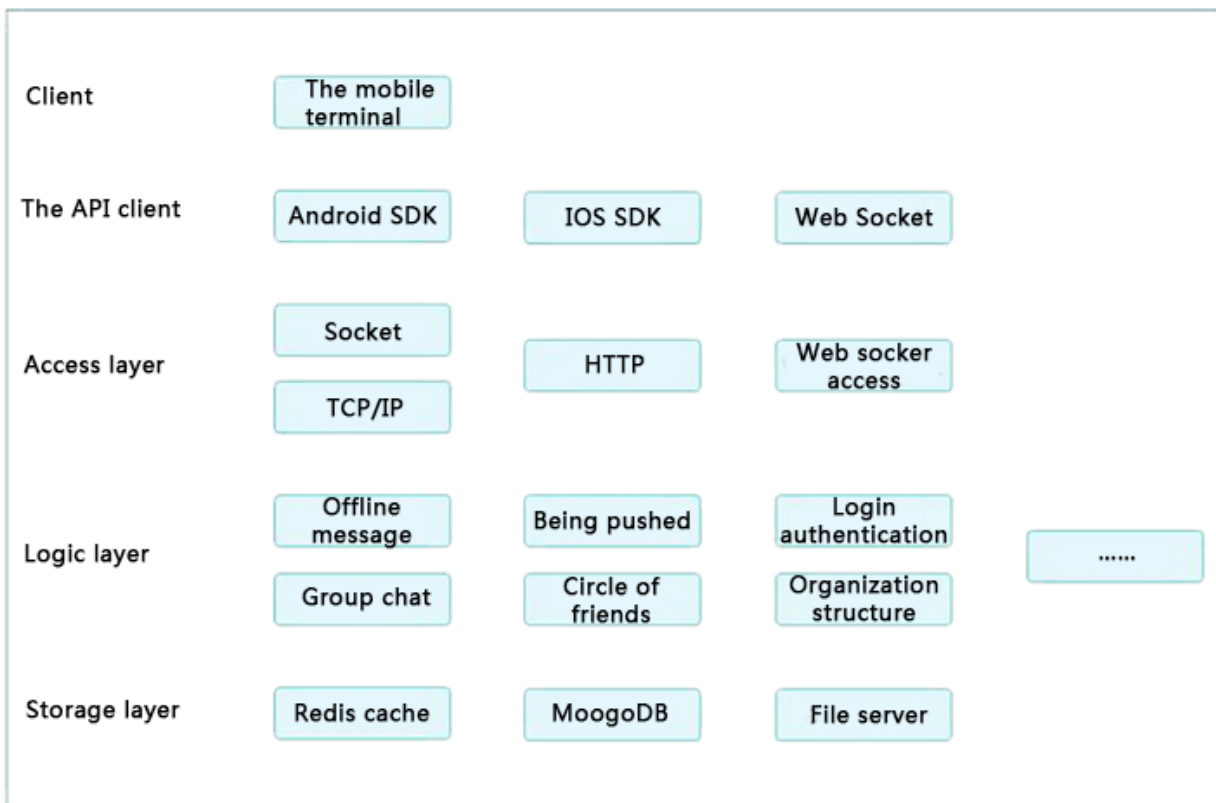 Client
The mobile
terminal
The API client
Android SDK
IOS SDK
Web Socket
Access layer
Socket
TCP/IP
HTTP
Web socker
access
Logic layer
Offline
message
Being pushed
Login
authentication
Group chat
Circle of
friends
Organization
structure
......
Storage layer
Redis cache
MoogoDB
File server